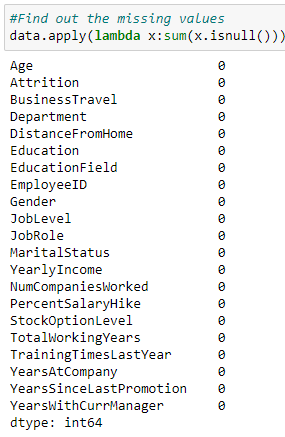 #Find out the missing values
data.apply(lambda x:sum(x.isnull()))
Age 0
Attrition 0
BusinessTravel 0
Department 0
DistanceFromHome 0
Education 0
EducationField 0
EmployeeID 0
Gender 0
JobLevel 0
JobRole 0
MaritalStatus 0
YearlyIncome 0
NumCompaniesWorked 0
PercentSalaryHike 0
StockOptionLevel 0
TotalWorkingYears 0
TrainingTimesLastYear 0
YearsAtCompany 0
YearsSinceLastPromotion 0
YearsWithCurrManager 0
dtype: int64